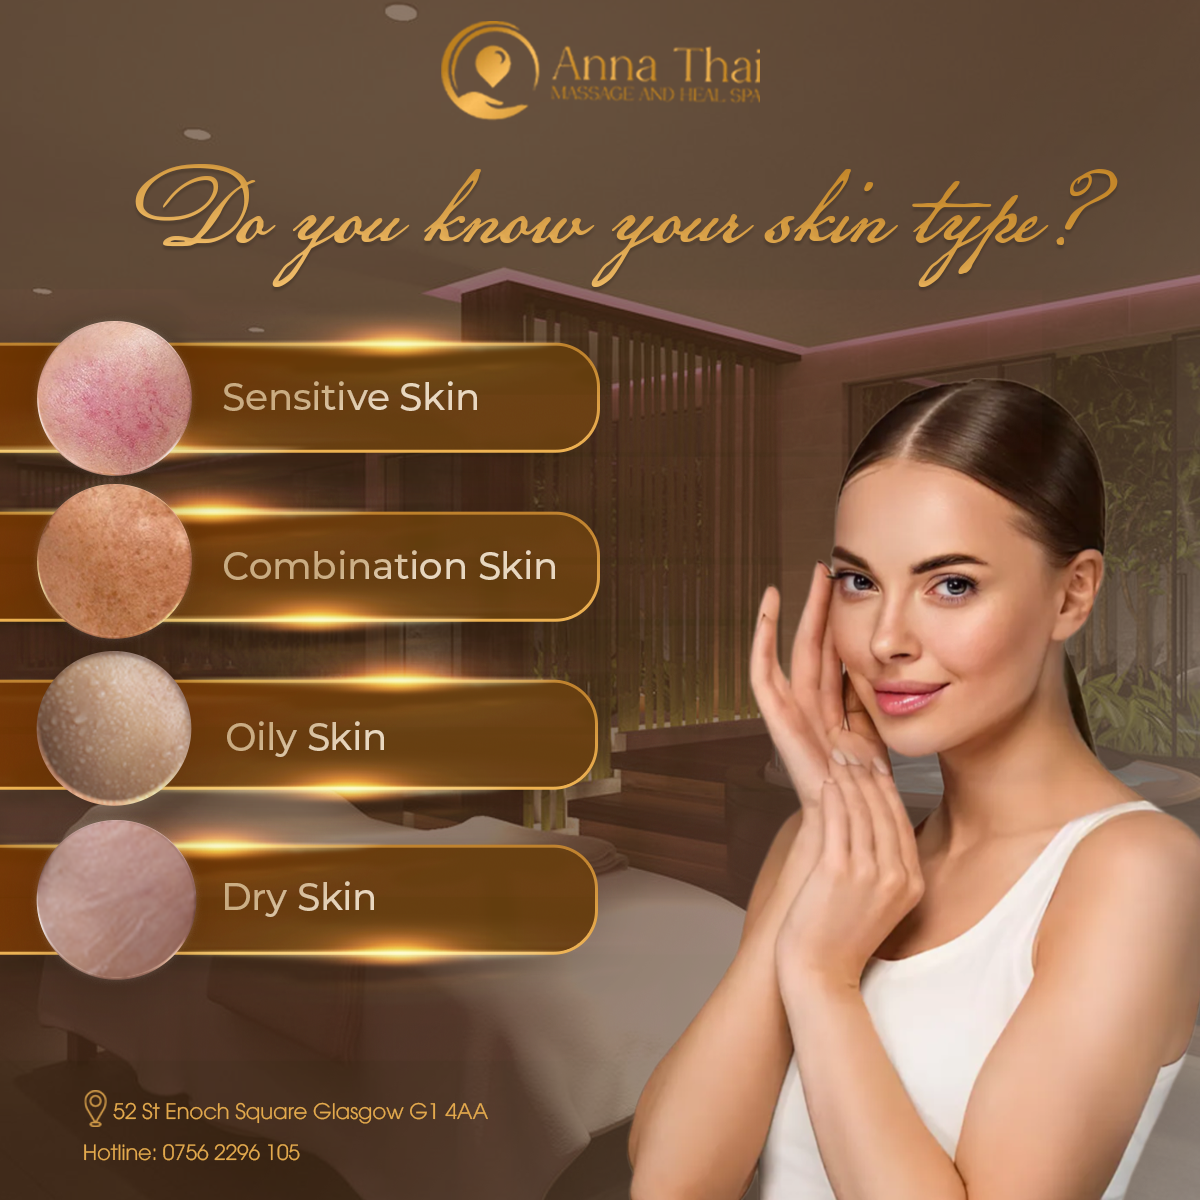 Anna Thai
MASSAGE AND HEAL SPA
Do you know your skin type?
Sensitive Skin
Combination Skin
Oily Skin
Dry Skin
52 St Enoch Square Glasgow G1 4AA
Hotline: 0756 2296 105